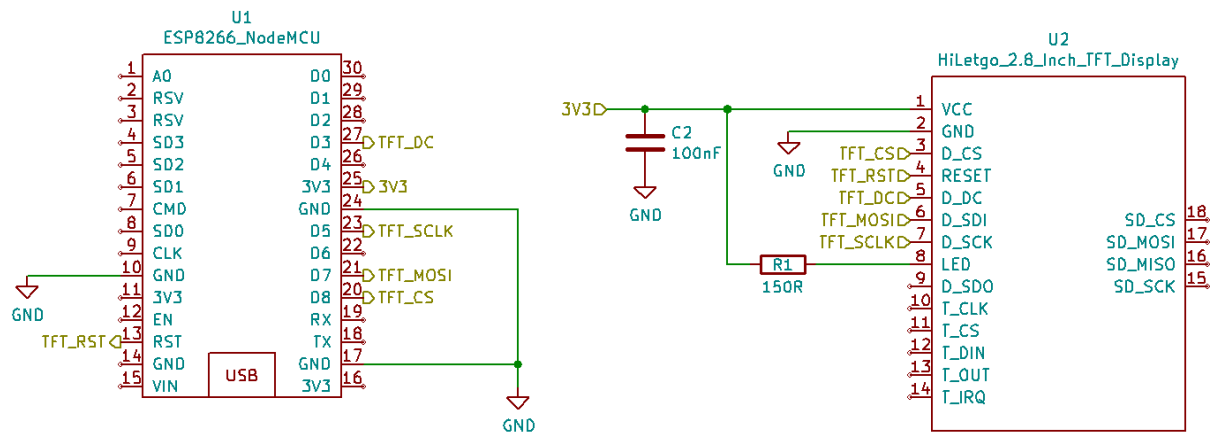 U1
ESP8266_NodeMCU
1 A0 D0 30
2 RSV D1 29
3 RSV D2 28
4 SD3 D3 27 TFT_DC
5 SD2 D4 26
6 SD1 3V3 25 3V3
7 CMD GND 24
8 SD0 D5 23 TFT_SCLK
9 CLK D6 22
10 GND D7 21 TFT_MOSI
11 3V3 D8 20 TFT_CS
GND
12 EN RX 19
TFT_RST 13 RST TX 18
14 GND GND 17
15 VIN USB 3V3 16
GND
U2
HiLetgo_2.8_Inch_TFT_Display
3V3 1 VCC
2 GND
C2
100nF
GND
GND
TFT_CS 3 D_CS
TFT_RST 4 RESET
TFT_DC 5 D_DC
TFT_MOSI 6 D_SDI SD_CS 18
TFT_SCLK 7 D_SCK SD_MOSI 17
R1 8 LED SD_MISO 16
150R 9 D_SDO SD_SCK 15
10 T_CLK
11 T_CS
12 T_DIN
13 T_OUT
14 T_IRQ